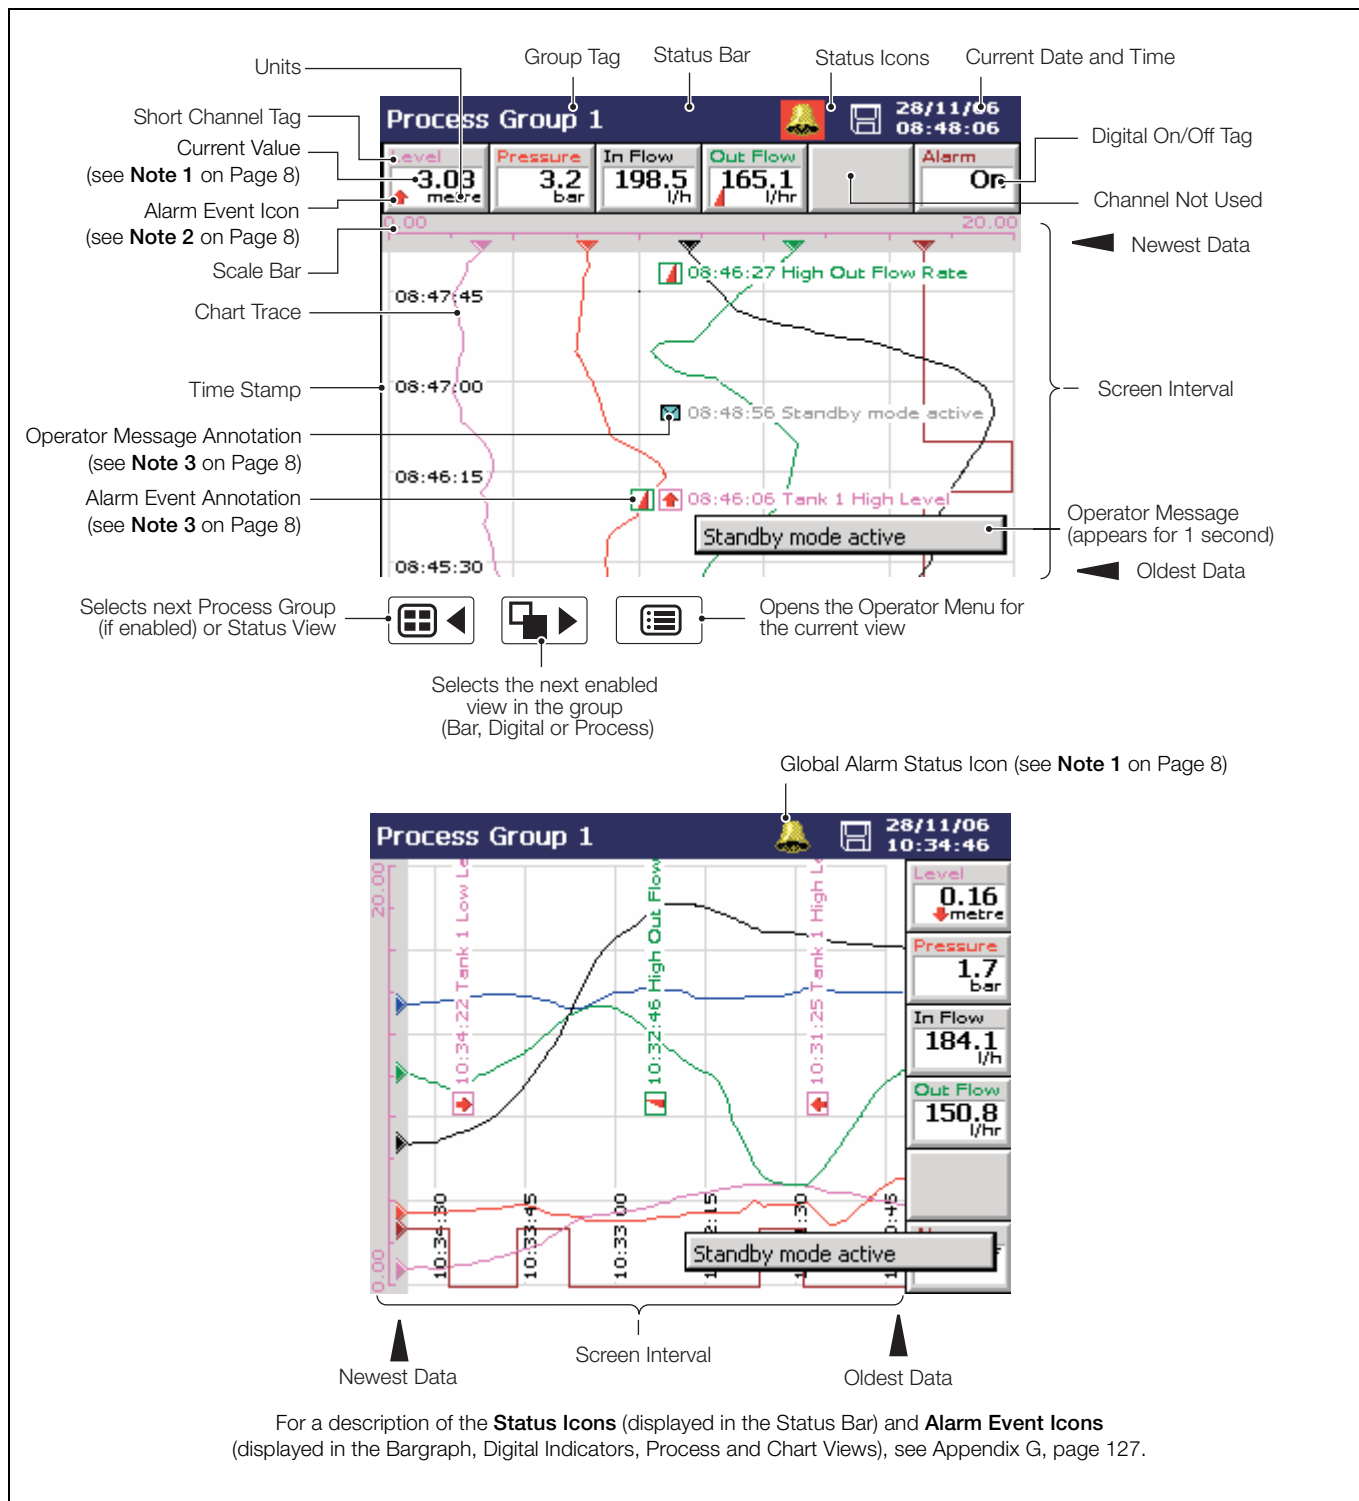 Units
Group Tag
Status Bar
Status Icons
Current Date and Time
Short Channel Tag
Current Value
(see Note 1 on Page 8)
Alarm Event Icon
(see Note 2 on Page 8)
Scale Bar
Chart Trace
Time Stamp
Operator Message Annotation
(see Note 3 on Page 8)
Alarm Event Annotation
(see Note 3 on Page 8)
Process Group 1
28/11/06
08:48:06
Level
3.03
metre
Pressure
3.2
bar
In Flow
198.5
l/h
Out Flow
165.1
l/hr
Alarm
On
0.00
20.00
08:46:27 High Out Flow Rate
08:47:45
08:47:00
08:48:56 Standby mode active
08:46:15
08:46:06 Tank 1 High Level
Standby mode active
08:45:30
Digital On/Off Tag
Channel Not Used
Newest Data
Screen Interval
Operator Message
(appears for 1 second)
Oldest Data
Selects next Process Group
(if enabled) or Status View
Opens the Operator Menu for
the current view
Selects the next enabled
view in the group
(Bar, Digital or Process)
Global Alarm Status Icon (see Note 1 on Page 8)
Process Group 1
28/11/06
10:34:46
20.00
0.00
10:34:22 Tank 1 Low Le
10:32:46 High Out Flow
10:31:25 Tank 1 High Le
Level
0.16
metre
Pressure
1.7
bar
In Flow
184.1
l/h
Out Flow
150.8
l/hr
10:34:30
10:33:45
10:33:00
2:15
:30
0:45
Standby mode active
Screen Interval
Newest Data
Oldest Data
For a description of the Status Icons (displayed in the Status Bar) and Alarm Event Icons
(displayed in the Bargraph, Digital Indicators, Process and Chart Views), see Appendix G, page 127.